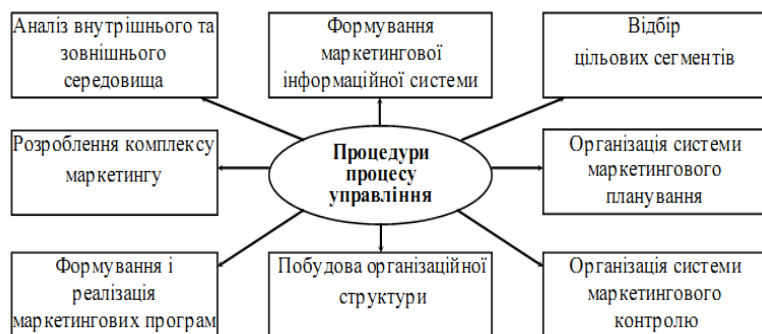 Аналіз внутрішнього та
зовнішнього
середовища
Формування
маркетингової
інформаційної системи
Відбір
цільових сегментів
Розроблення комплексу
маркетингу
Процедури
процесу
управління
Організація системи
маркетингового
планування
Формування і
реалізація
маркетингових програм
Побудова організаційної
структури
Організація системи
маркетингового
контролю